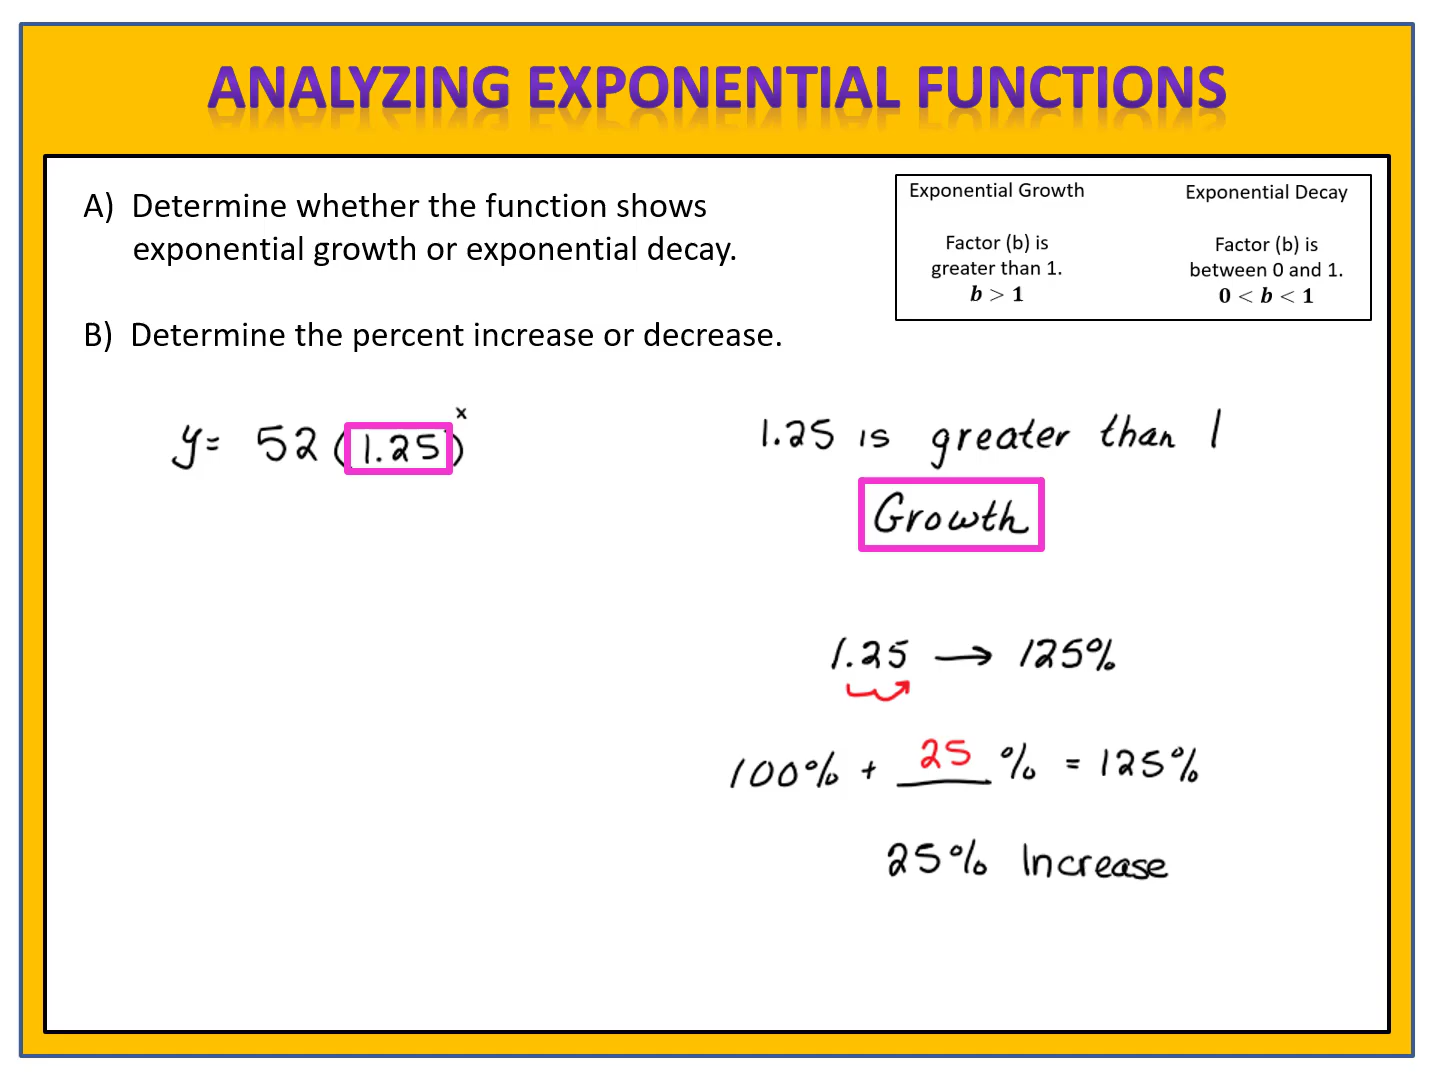 ANALYZING EXPONENTIAL FUNCTIONS
A) Determine whether the function shows
exponential growth or exponential decay.
B) Determine the percent increase or decrease.
Exponential Growth
Factor (b) is
greater than 1.
b > 1
Exponential Decay
Factor (b) is
between 0 and 1.
0 < b < 1
y = 52 (1.25)^x
1.25 is greater than 1
Growth
1.25 → 125%
100% + 25 % = 125%
25% Increase